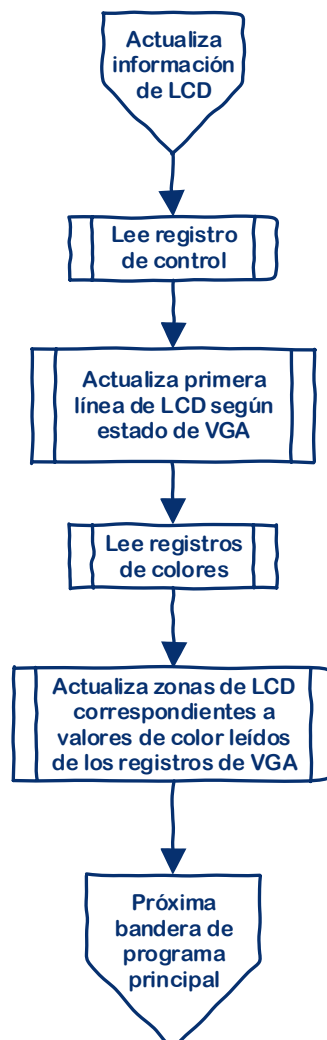 Actualiza
información
de LCD
Lee registro
de control
Actualiza primera
línea de LCD según
estado de VGA
Lee registros
de colores
Actualiza zonas de LCD
correspondientes a
valores de color leídos
de los registros de VGA
Próxima
bandera de
programa
principal